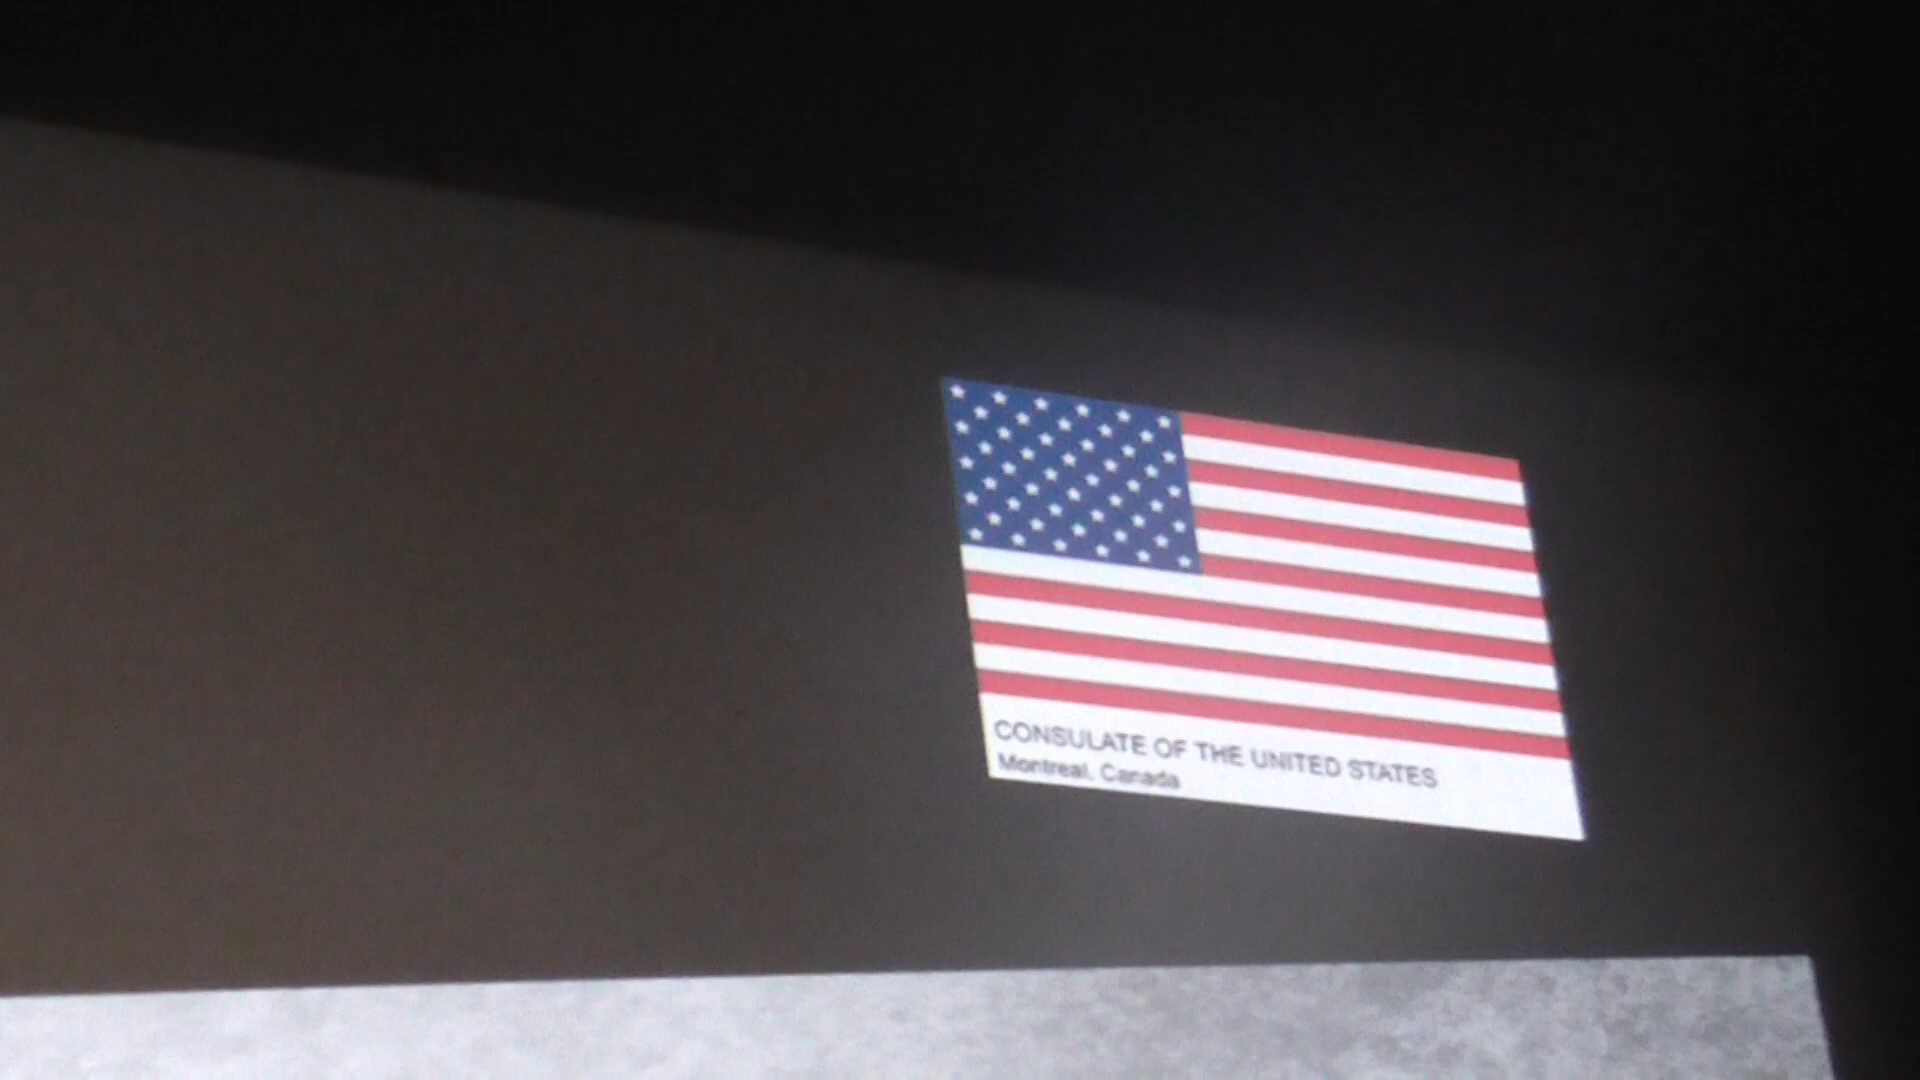 CONSULATE OF THE UNITED STATES
Montreal, Canada